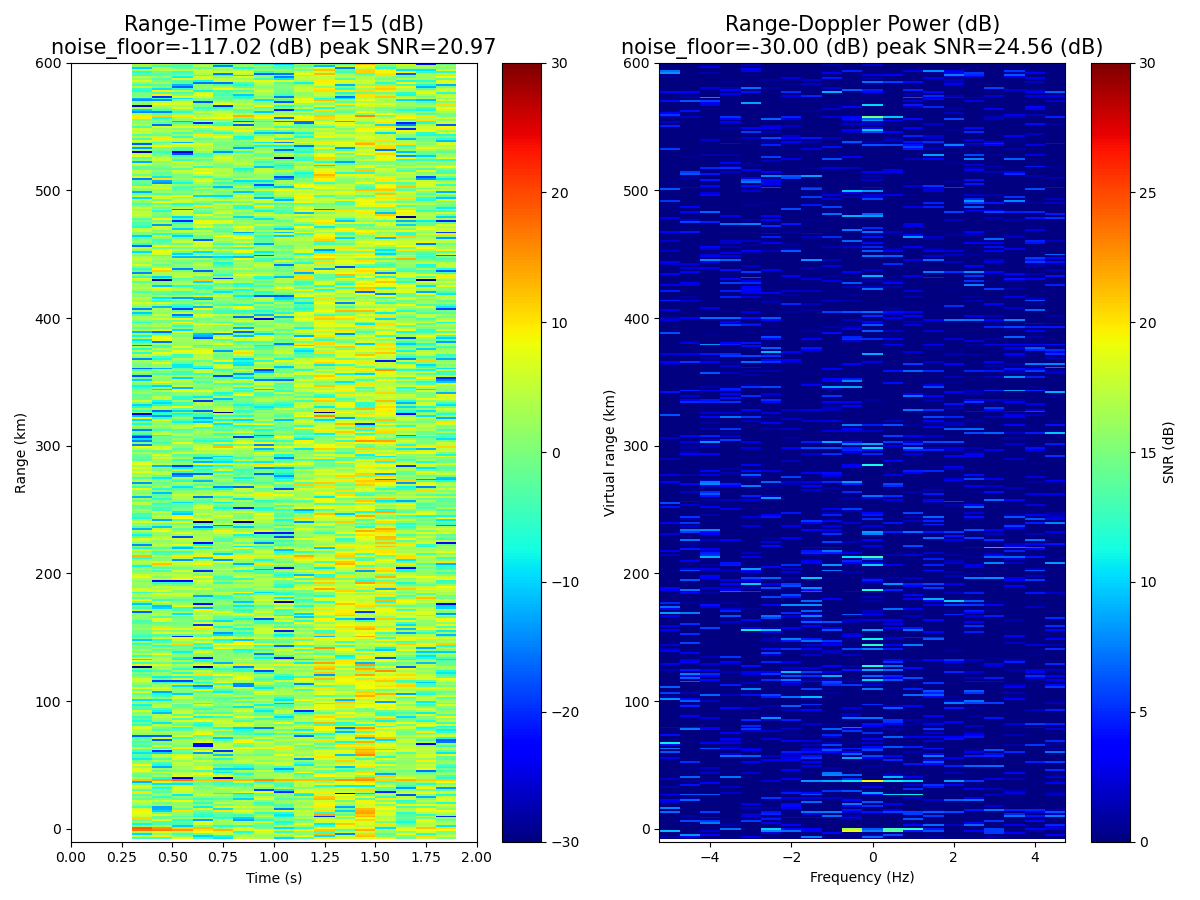 Range-Time Power f=15 (dB)
noise_floor=-117.02 (dB) peak SNR=20.97
600
500
400
300
200
100
0
Range (km)
0.00 0.25 0.50 0.75 1.00 1.25 1.50 1.75 2.00
Time (s)
30
20
10
0
−10
−20
−30
Range-Doppler Power (dB)
noise_floor=-30.00 (dB) peak SNR=24.56 (dB)
600
500
400
300
200
100
0
Virtual range (km)
−4 −2 0 2 4
Frequency (Hz)
30
25
20
15
10
5
0
SNR (dB)